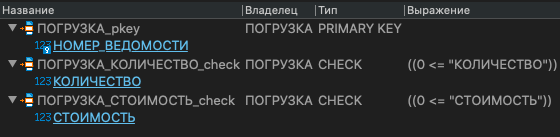 Название Владелец Тип Выражение
ПОГРУЗКА_pkey ПОГРУЗКА PRIMARY KEY
123 НОМЕР_ВЕДОМОСТИ
ПОГРУЗКА_КОЛИЧЕСТВО_check ПОГРУЗКА CHECK ((0 <= "КОЛИЧЕСТВО"))
123 КОЛИЧЕСТВО
ПОГРУЗКА_СТОИМОСТЬ_check ПОГРУЗКА CHECK ((0 <= "СТОИМОСТЬ"))
123 СТОИМОСТЬ